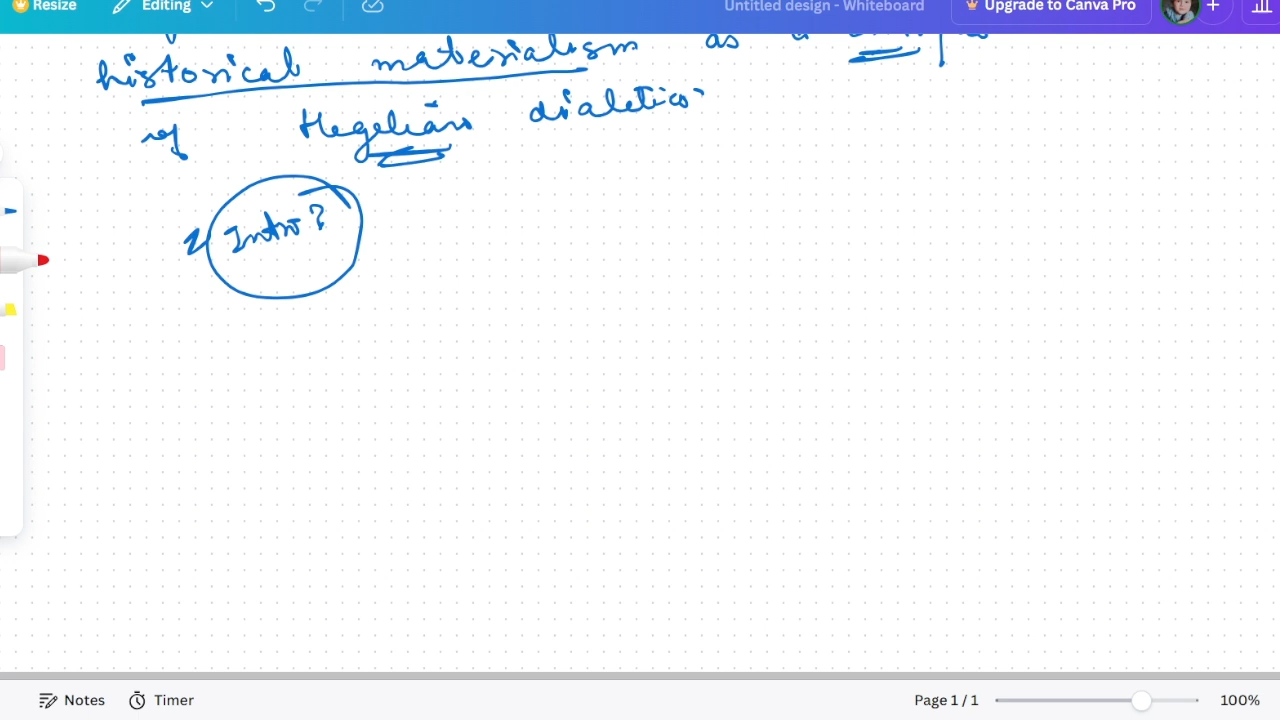 Resize Editing Untitled design - Whiteboard Upgrade to Canva Pro
historical materialism as a
of Hegelian dialetics
Intro?
Notes Timer Page 1 / 1 100%